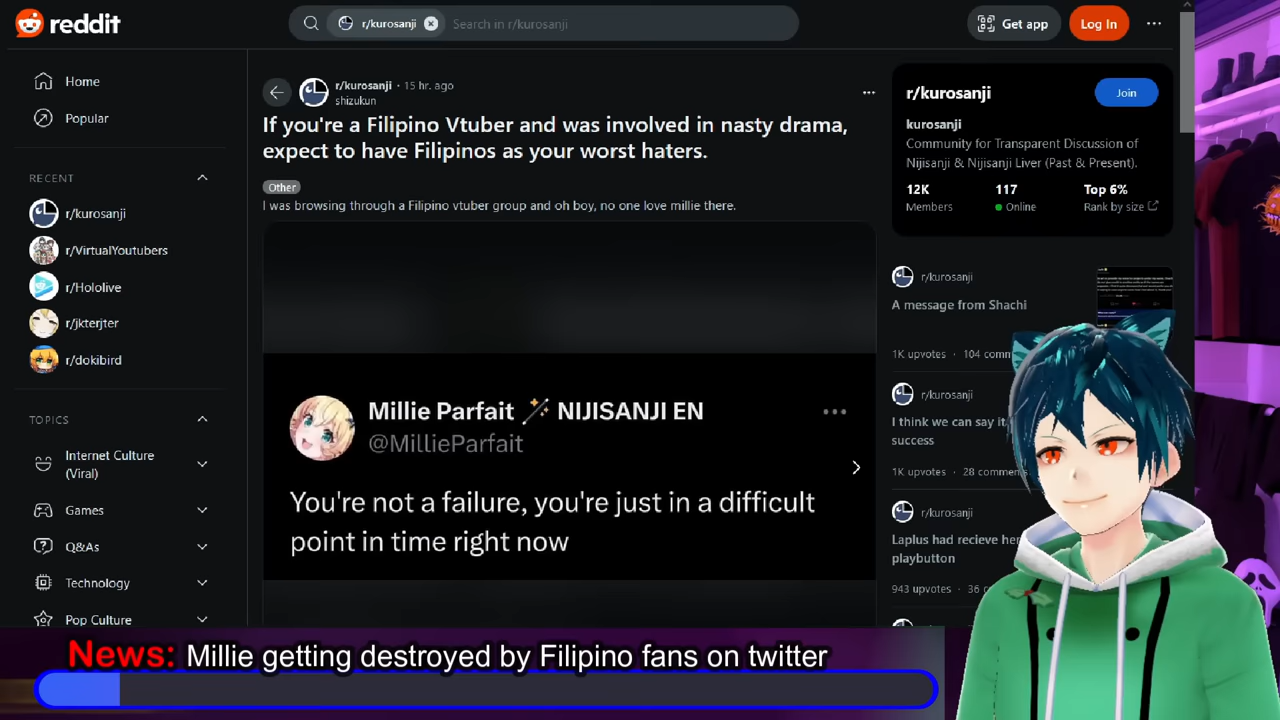 reddit
r/kurosanji
Search in r/kurosanji
Get app
Log In
Home
Popular
RECENT
r/kurosanji
r/VirtualYoutubers
r/Hololive
r/jkterjter
r/dokibird
TOPICS
Internet Culture
(Viral)
Games
Q&As
Technology
Pop Culture
r/kurosanji • 15 hr. ago
shizukun
If you're a Filipino Vtuber and was involved in nasty drama,
expect to have Filipinos as your worst haters.
Other
I was browsing through a Filipino vtuber group and oh boy, no one love millie there.
Millie Parfait NIJISANJI EN
@MillieParfait
You're not a failure, you're just in a difficult
point in time right now
r/kurosanji
Join
kurosanji
Community for Transparent Discussion of
Nijisanji & Nijisanji Liver (Past & Present).
12K
Members
117
Online
Top 6%
Rank by size
r/kurosanji
A message from Shachi
1K upvotes • 104 comm
r/kurosanji
I think we can say it
success
1K upvotes • 28 comments
r/kurosanji
Laplus had recieve her
playbutton
943 upvotes • 36 c
News: Millie getting destroyed by Filipino fans on twitter